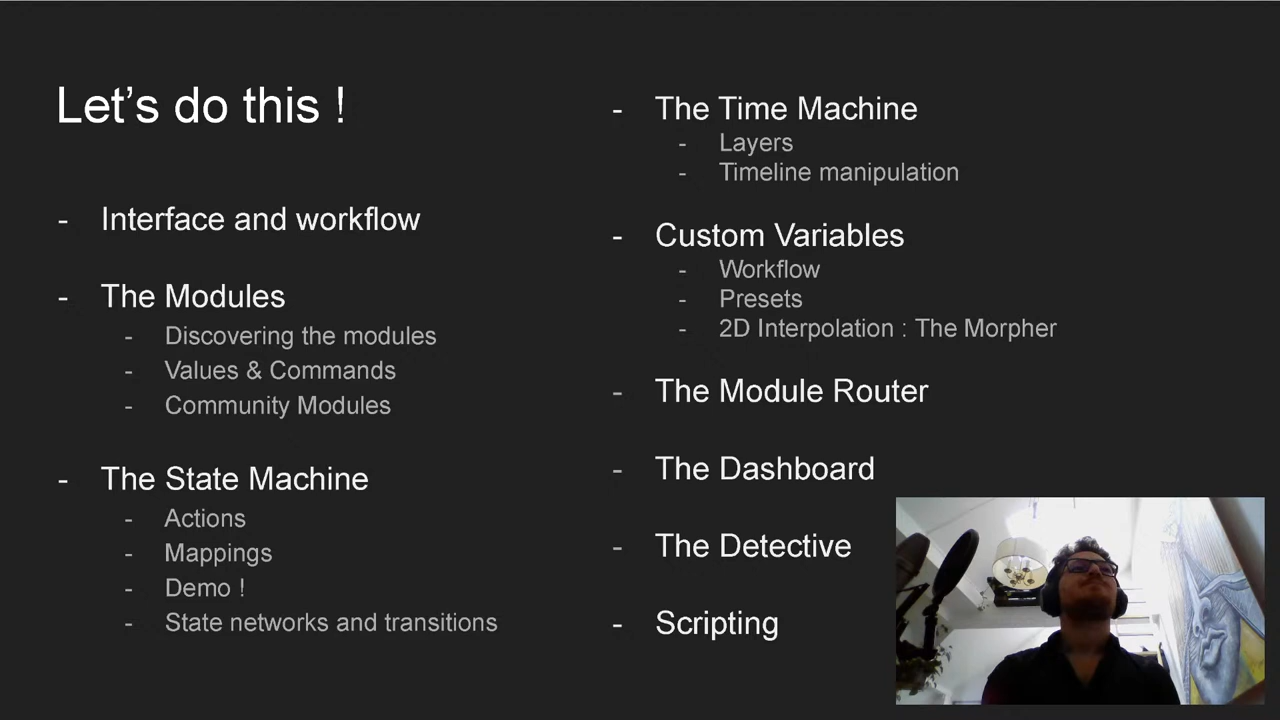 Let's do this !
- Interface and workflow
- The Modules
- Discovering the modules
- Values & Commands
- Community Modules
- The State Machine
- Actions
- Mappings
- Demo !
- State networks and transitions
- The Time Machine
- Layers
- Timeline manipulation
- Custom Variables
- Workflow
- Presets
- 2D Interpolation : The Morpher
- The Module Router
- The Dashboard
- The Detective
- Scripting